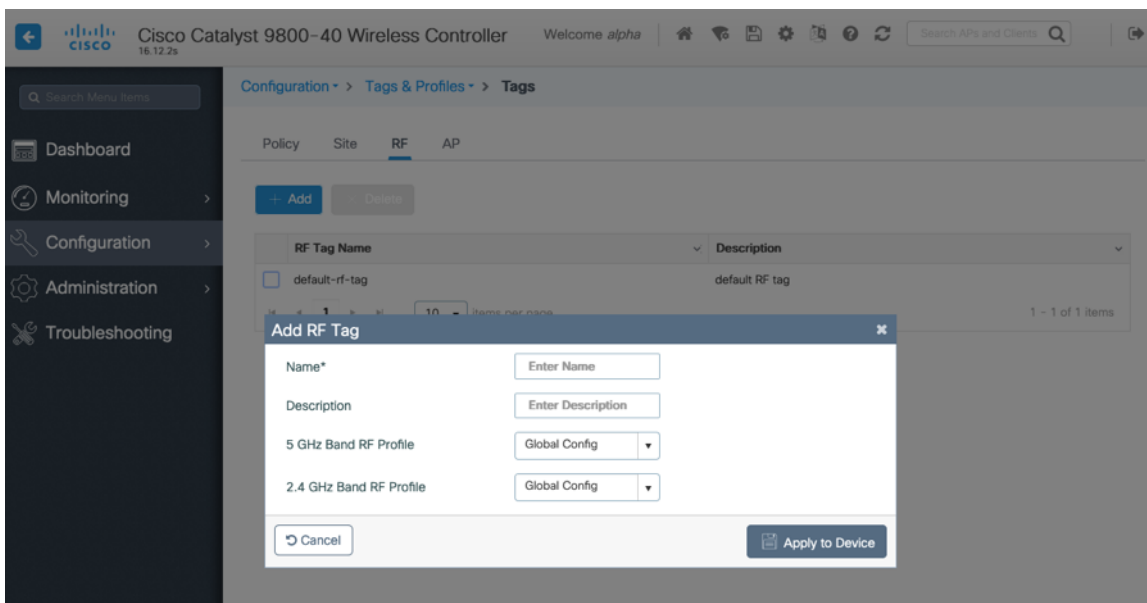 CISCO
Cisco Catalyst 9800-40 Wireless Controller
16.12.2s
Welcome alpha
Search APs and Clients
Search Menu Items
Configuration > Tags & Profiles > Tags
Dashboard
Monitoring
Configuration
Administration
Troubleshooting
Policy Site RF AP
+ Add
× Delete
RF Tag Name Description
default-rf-tag default RF tag
1 10 items per page 1 - 1 of 1 items
Add RF Tag
Name* Enter Name
Description Enter Description
5 GHz Band RF Profile Global Config
2.4 GHz Band RF Profile Global Config
Cancel Apply to Device